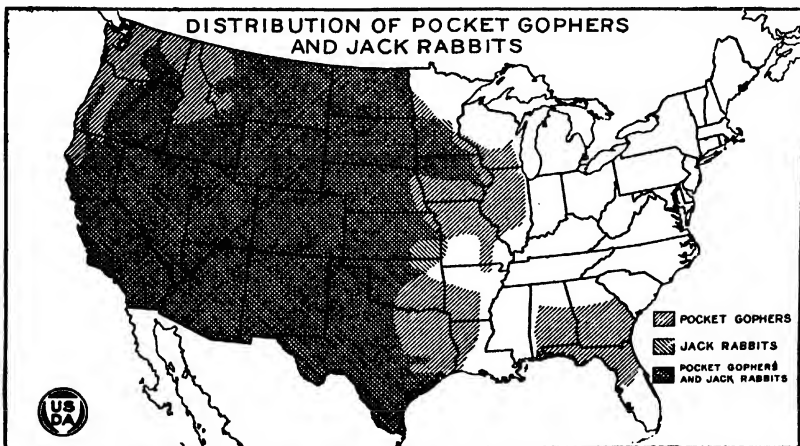 DISTRIBUTION OF POCKET GOPHERS
AND JACK RABBITS
POCKET GOPHERS
JACK RABBITS
POCKET GOPHERS
AND JACK RABBITS
US
DA